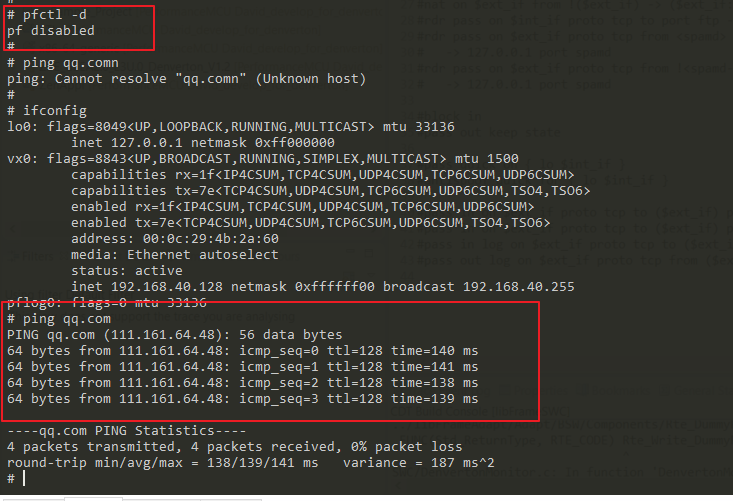 #
# pfctl -d
pf disabled
#
# ping qq.comn
ping: Cannot resolve "qq.comn" (Unknown host)
#
# ifconfig
lo0: flags=8049<UP,LOOPBACK,RUNNING,MULTICAST> mtu 33136
inet 127.0.0.1 netmask 0xff000000
vx0: flags=8843<UP,BROADCAST,RUNNING,SIMPLEX,MULTICAST> mtu 1500
capabilities rx=1f<IP4CSUM,TCP4CSUM,UDP4CSUM,TCP6CSUM,UDP6CSUM>
capabilities tx=7e<TCP4CSUM,UDP4CSUM,TCP6CSUM,UDP6CSUM,TSO4,TSO6>
enabled rx=1f<IP4CSUM,TCP4CSUM,UDP4CSUM,TCP6CSUM,UDP6CSUM>
enabled tx=7e<TCP4CSUM,UDP4CSUM,TCP6CSUM,UDP6CSUM,TSO4,TSO6>
address: 00:0c:29:4b:2a:60
media: Ethernet autoselect
status: active
inet 192.168.40.128 netmask 0xffffff00 broadcast 192.168.40.255
pflog0: flags=0 mtu 33136
# ping qq.com
PING qq.com (111.161.64.48): 56 data bytes
64 bytes from 111.161.64.48: icmp_seq=0 ttl=128 time=140 ms
64 bytes from 111.161.64.48: icmp_seq=1 ttl=128 time=141 ms
64 bytes from 111.161.64.48: icmp_seq=2 ttl=128 time=138 ms
64 bytes from 111.161.64.48: icmp_seq=3 ttl=128 time=139 ms
----qq.com PING Statistics----
4 packets transmitted, 4 packets received, 0% packet loss
round-trip min/avg/max = 138/139/141 ms variance = 187 ms^2
#